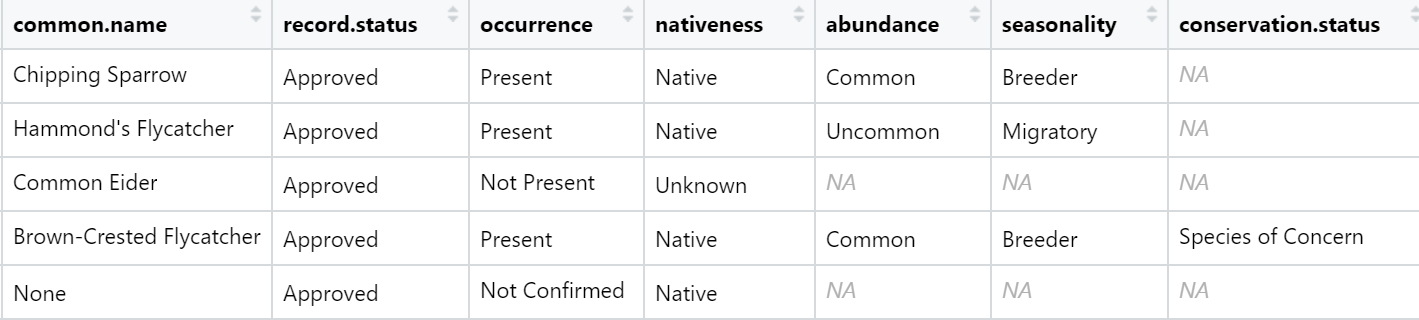 common.name record.status occurrence nativeness abundance seasonality conservation.status
Chipping Sparrow Approved Present Native Common Breeder NA
Hammond's Flycatcher Approved Present Native Uncommon Migratory NA
Common Eider Approved Not Present Unknown NA NA NA
Brown-Crested Flycatcher Approved Present Native Common Breeder Species of Concern
None Approved Not Confirmed Native NA NA NA